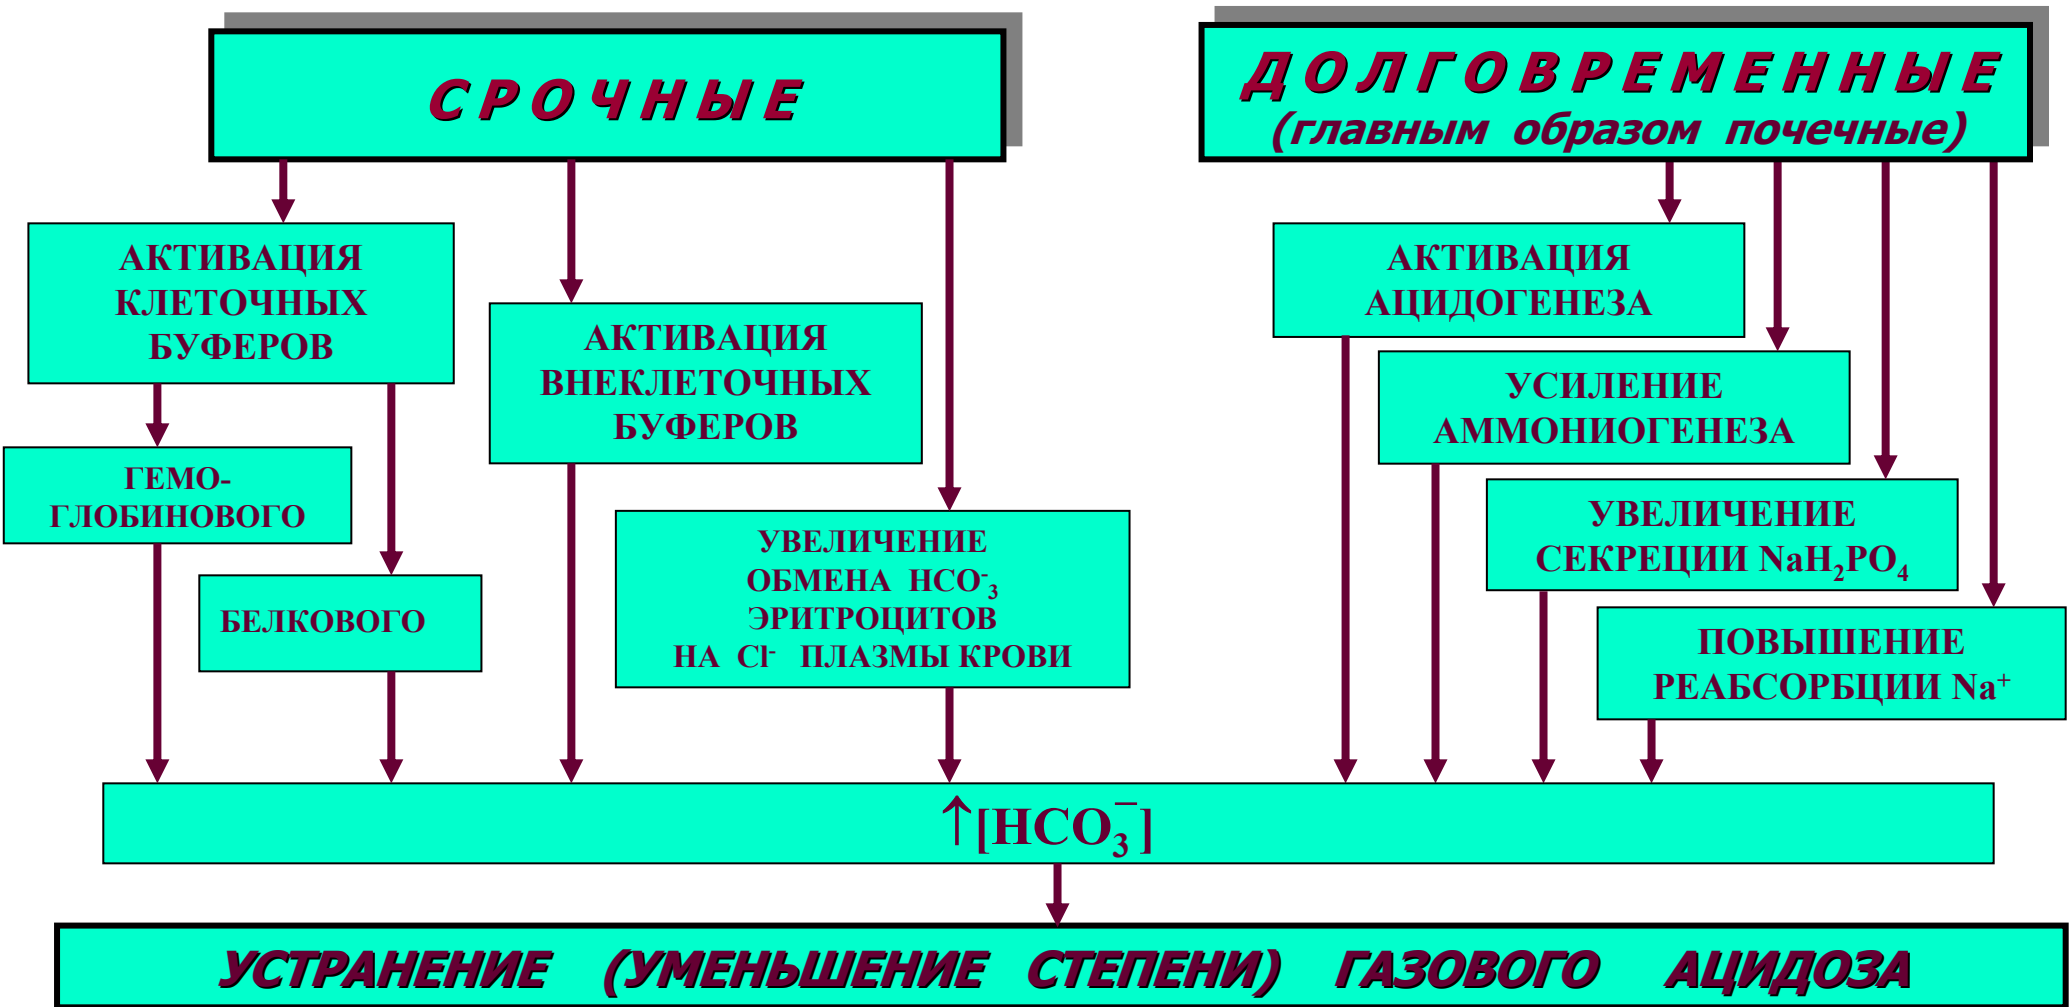 СРОЧНЫЕ
ДОЛГОВРЕМЕННЫЕ
(главным образом почечные)
АКТИВАЦИЯ
КЛЕТОЧНЫХ
БУФЕРОВ
АКТИВАЦИЯ
ВНЕКЛЕТОЧНЫХ
БУФЕРОВ
ГЕМО-
ГЛОБИНОВОГО
БЕЛКОВОГО
УВЕЛИЧЕНИЕ
ОБМЕНА HCO⁻₃
ЭРИТРОЦИТОВ
НА Cl⁻ ПЛАЗМЫ КРОВИ
АКТИВАЦИЯ
АЦИДОГЕНЕЗА
УСИЛЕНИЕ
АММОНИОГЕНЕЗА
УВЕЛИЧЕНИЕ
СЕКРЕЦИИ NaH₂PO₄
ПОВЫШЕНИЕ
РЕАБСОРБЦИИ Na⁺
↑[HCO₃⁻]
УСТРАНЕНИЕ (УМЕНЬШЕНИЕ СТЕПЕНИ) ГАЗОВОГО АЦИДОЗА